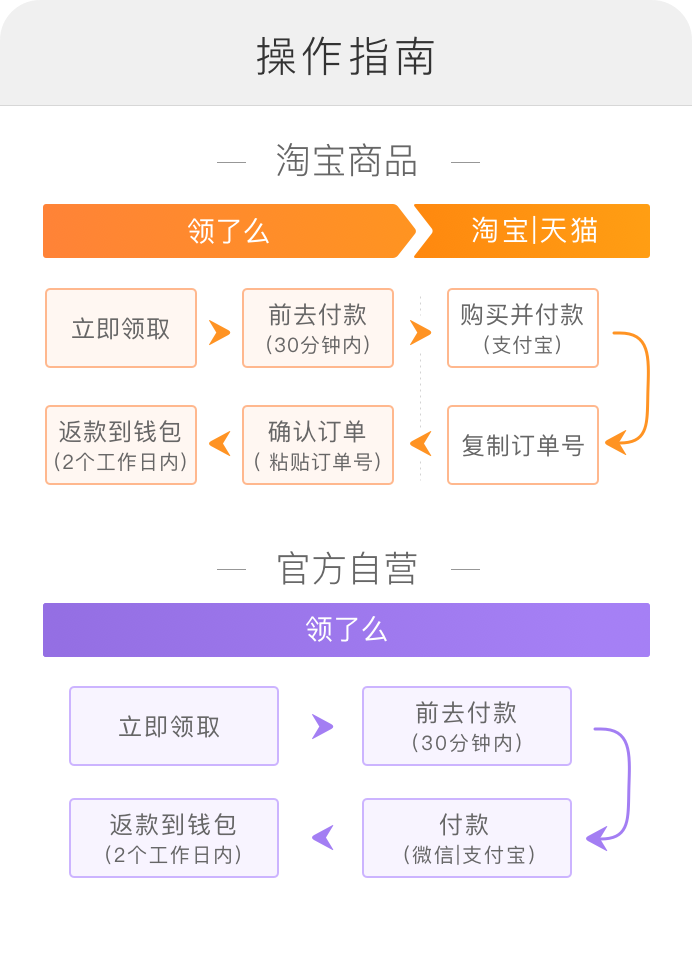 操作指南
淘宝商品
领了么
淘宝|天猫
立即领取
前去付款
(30分钟内)
购买并付款
(支付宝)
返款到钱包
(2个工作日内)
确认订单
( 粘贴订单号)
复制订单号
官方自营
领了么
立即领取
前去付款
(30分钟内)
返款到钱包
(2个工作日内)
付款
(微信|支付宝)